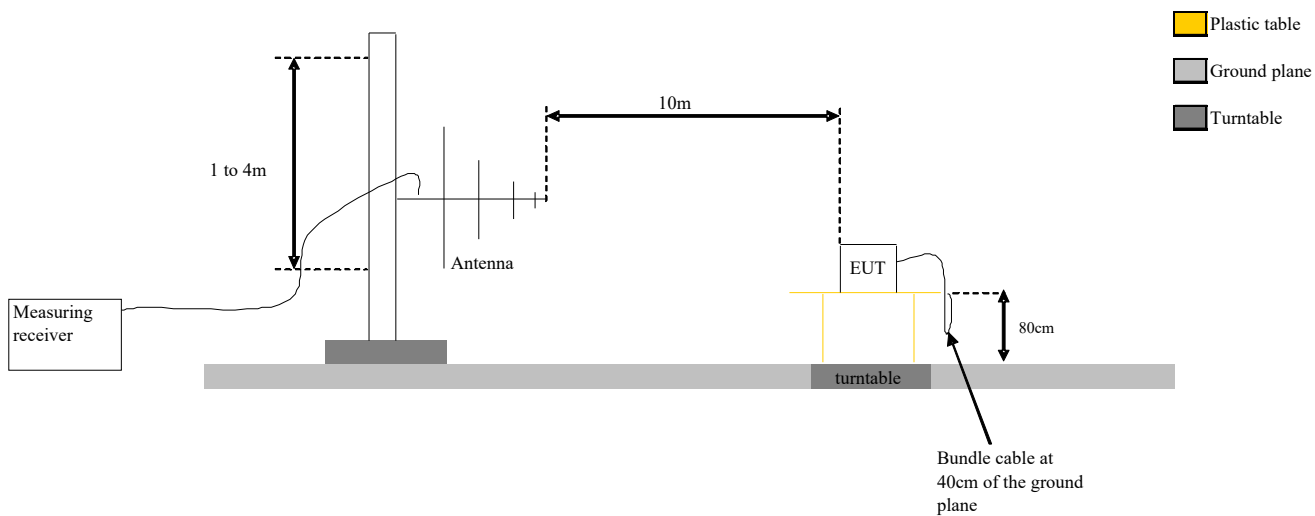 Plastic table
Ground plane
Turntable
10m
1 to 4m
Antenna
EUT
Measuring
receiver
80cm
turntable
Bundle cable at
40cm of the ground
plane